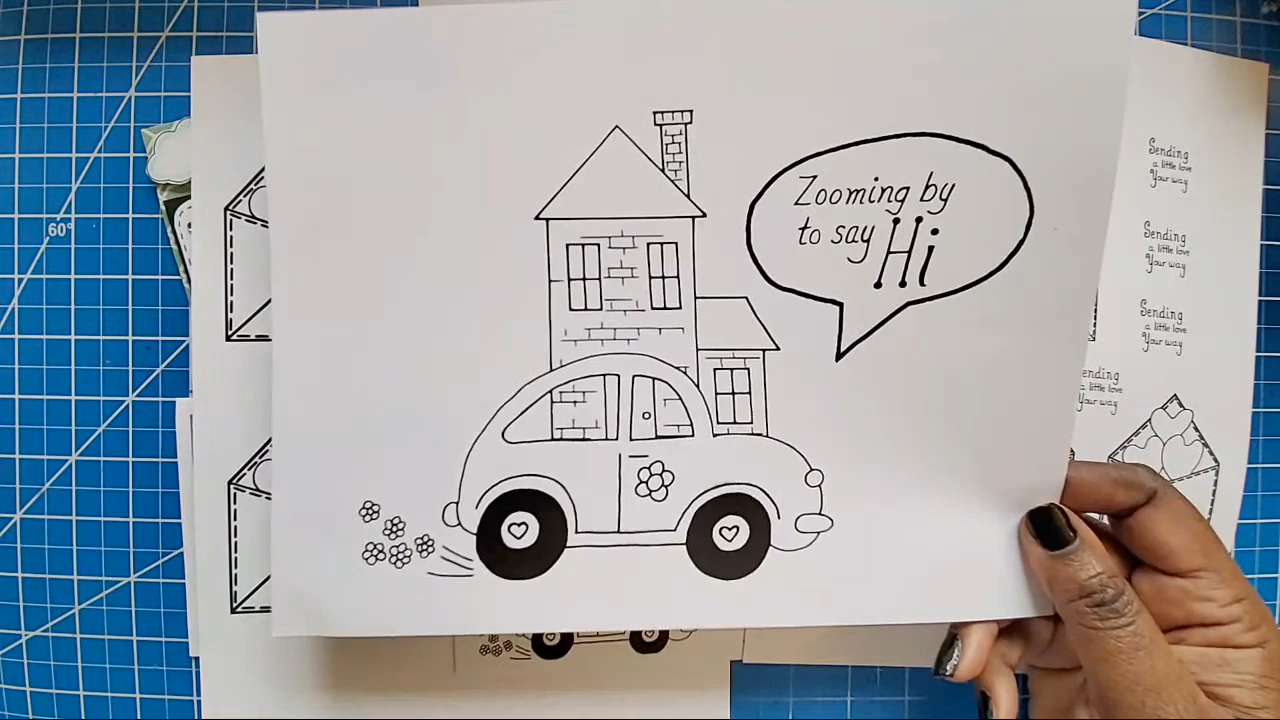 Zooming by
to say Hi
60°
Sending
a little love
Your way
Sending
a little love
Your way
Sending
a little love
Your way
ending
a little love
Your way